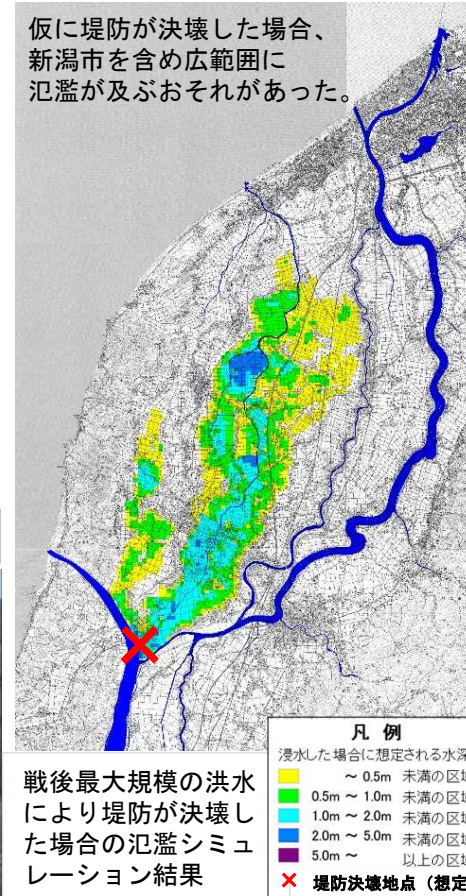 仮に堤防が決壊した場合、
新潟市を含め広範囲に
氾濫が及ぶおそれがあった。
戦後最大規模の洪水
により堤防が決壊し
た場合の氾濫シミュ
レーション結果
凡 例
浸水した場合に想定される水深
～ 0.5m 未満の区域
0.5m ～ 1.0m 未満の区域
1.0m ～ 2.0m 未満の区域
2.0m ～ 5.0m 未満の区域
5.0m ～ 以上の区域
× 堤防決壊地点（想定